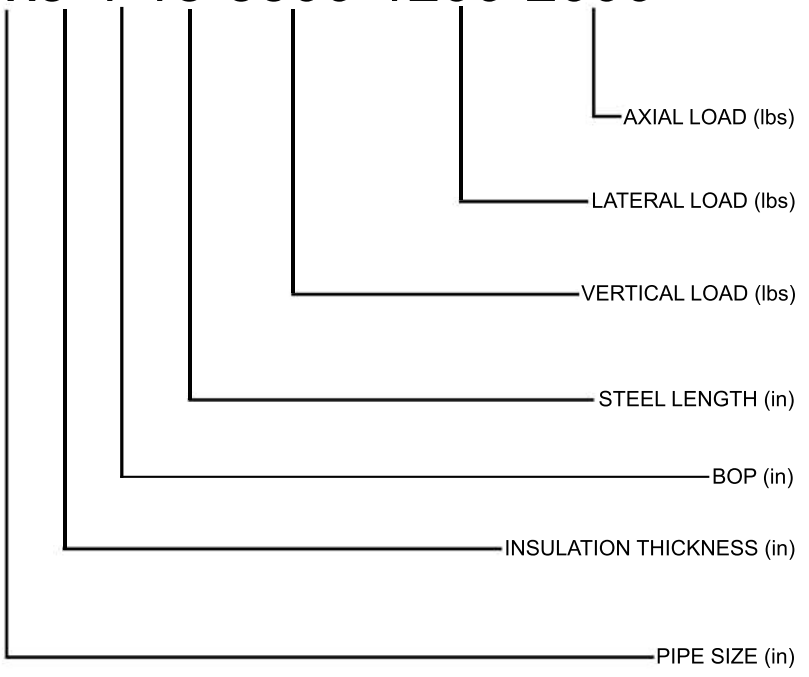 AXIAL LOAD (lbs)
LATERAL LOAD (lbs)
VERTICAL LOAD (lbs)
STEEL LENGTH (in)
BOP (in)
INSULATION THICKNESS (in)
PIPE SIZE (in)